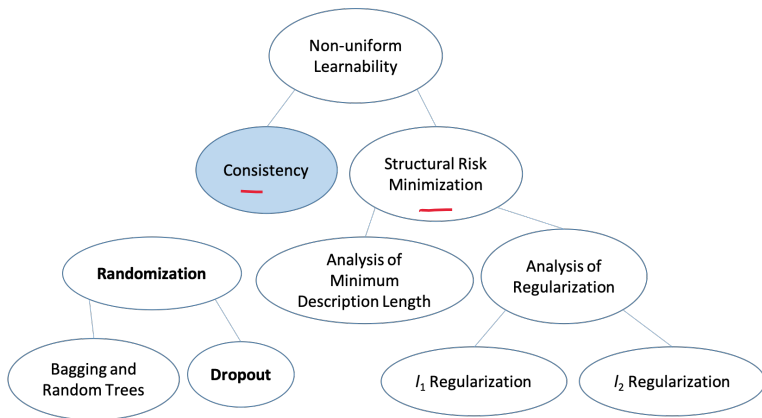 Non-uniform
Learnability
Consistency
Structural Risk
Minimization
Randomization
Analysis of
Minimum
Description Length
Analysis of
Regularization
Bagging and
Random Trees
Dropout
l₁ Regularization
l₂ Regularization